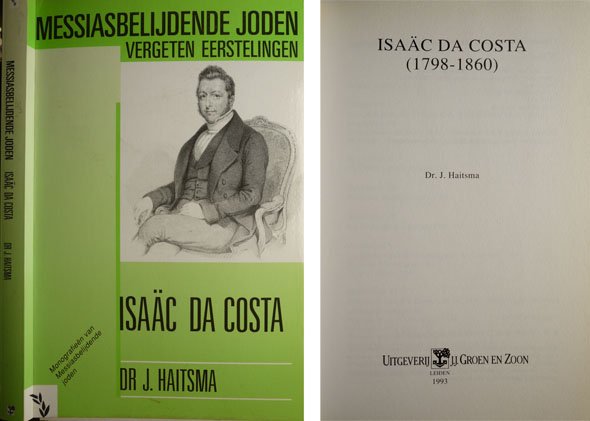 MESSIASBELIJDENDE JODEN
VERGETEN EERSTELINGEN
ISAÄC DA COSTA
DR J. HAITSMA
Monografieën van
Messiasbelijdende
joden
MESSIASBELIJDENDE JODEN ISAÄC DA COSTA DR J. HAITSMA
ISAÄC DA COSTA
(1798-1860)
Dr. J. Haitsma
UITGEVERIJ J.J. GROEN EN ZOON
LEIDEN
1993